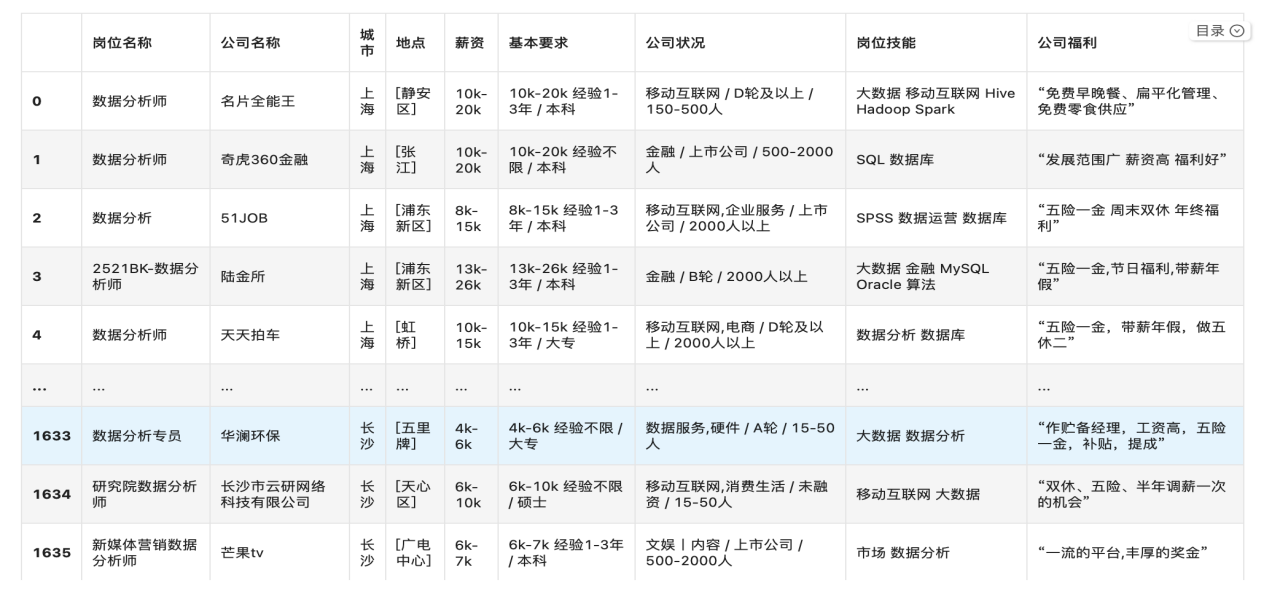 目录
岗位名称 公司名称 城市 地点 薪资 基本要求 公司状况 岗位技能 公司福利
0 数据分析师 名片全能王 上海 [静安区] 10k-20k 10k-20k 经验1-3年 / 本科 移动互联网 / D轮及以上 / 150-500人 大数据 移动互联网 Hive Hadoop Spark “免费早晚餐、扁平化管理、免费零食供应”
1 数据分析师 奇虎360金融 上海 [张江] 10k-20k 10k-20k 经验不限 / 本科 金融 / 上市公司 / 500-2000人 SQL 数据库 “发展范围广 薪资高 福利好”
2 数据分析 51JOB 上海 [浦东新区] 8k-15k 8k-15k 经验1-3年 / 本科 移动互联网,企业服务 / 上市公司 / 2000人以上 SPSS 数据运营 数据库 “五险一金 周末双休 年终福利”
3 2521BK-数据分析师 陆金所 上海 [浦东新区] 13k-26k 13k-26k 经验1-3年 / 本科 金融 / B轮 / 2000人以上 大数据 金融 MySQL Oracle 算法 “五险一金,节日福利,带薪年假”
4 数据分析师 天天拍车 上海 [虹桥] 10k-15k 10k-15k 经验1-3年 / 大专 移动互联网,电商 / D轮及以上 / 2000人以上 数据分析 数据库 “五险一金，带薪年假，做五休二”
... ... ... ... ... ... ... ... ... ...
1633 数据分析专员 华澜环保 长沙 [五里牌] 4k-6k 4k-6k 经验不限 / 大专 数据服务,硬件 / A轮 / 15-50人 大数据 数据分析 “作贮备经理，工资高，五险一金，补贴，提成”
1634 研究院数据分析师 长沙市云研网络科技有限公司 长沙 [天心区] 6k-10k 6k-10k 经验不限 / 硕士 移动互联网,消费生活 / 未融资 / 15-50人 移动互联网 大数据 “双休、五险、半年调薪一次的机会”
1635 新媒体营销数据分析师 芒果tv 长沙 [广电中心] 6k-7k 6k-7k 经验1-3年 / 本科 文娱丨内容 / 上市公司 / 500-2000人 市场 数据分析 “一流的平台,丰厚的奖金”